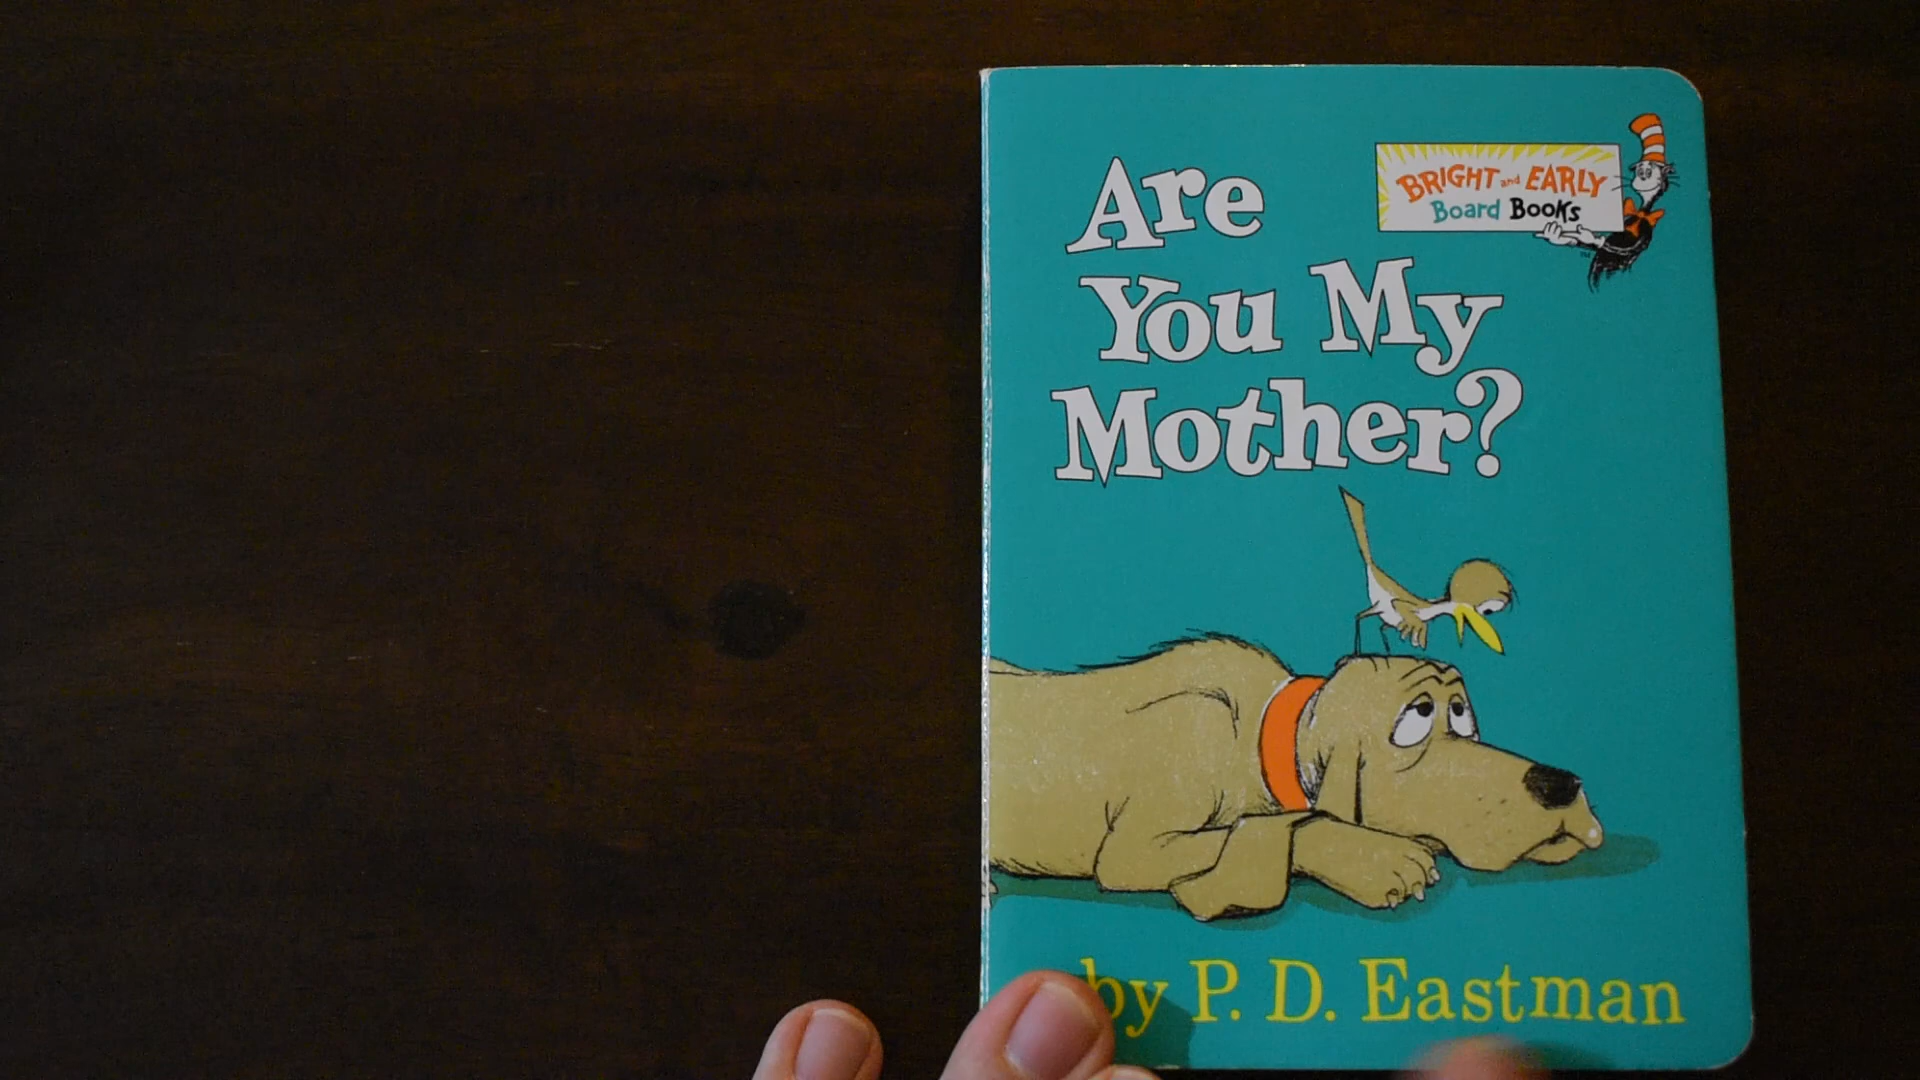 BRIGHT and EARLY
Board Books
Are
You My
Mother?
by P. D. Eastman